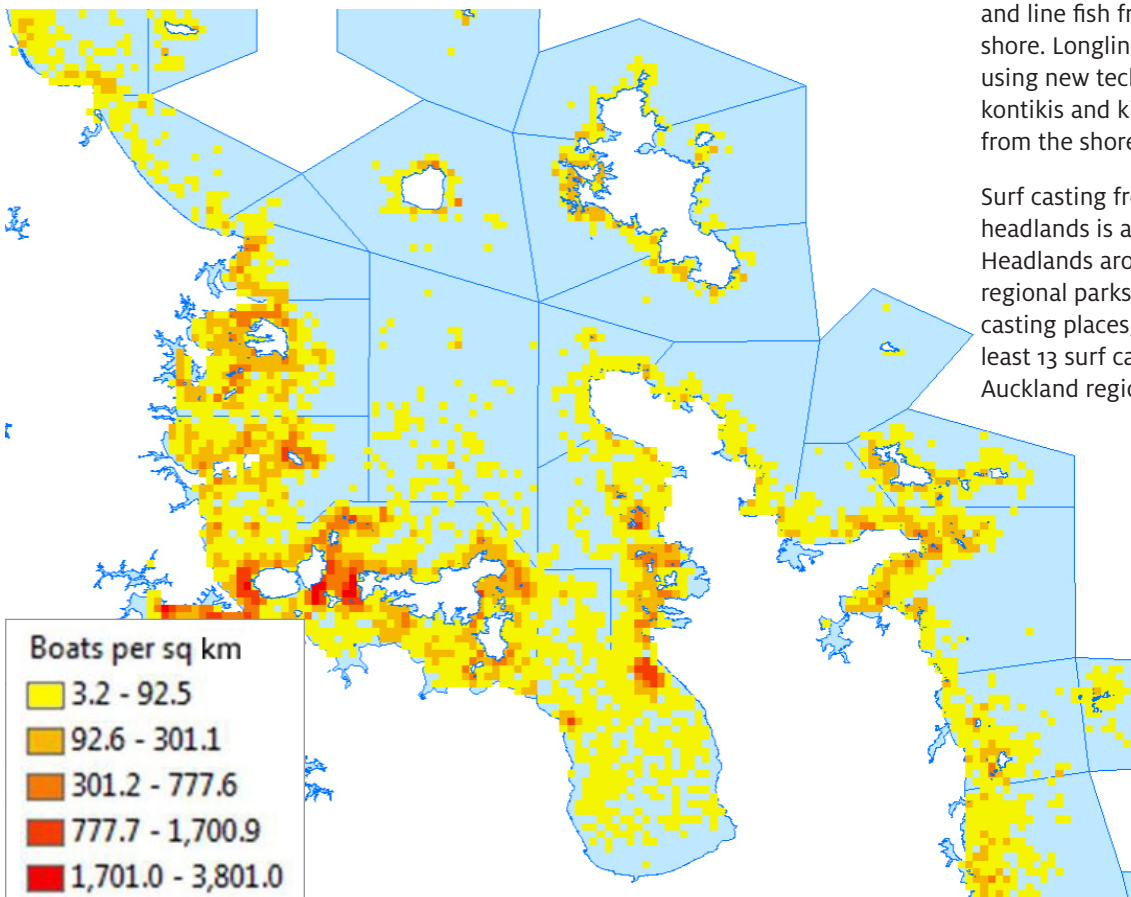 and line fish fr
shore. Longlin
using new tech
kontikis and k
from the shore
Surf casting fr
headlands is a
Headlands aro
regional parks
casting places,
least 13 surf ca
Auckland regio
Boats per sq km
3.2 - 92.5
92.6 - 301.1
301.2 - 777.6
777.7 - 1,700.9
1,701.0 - 3,801.0